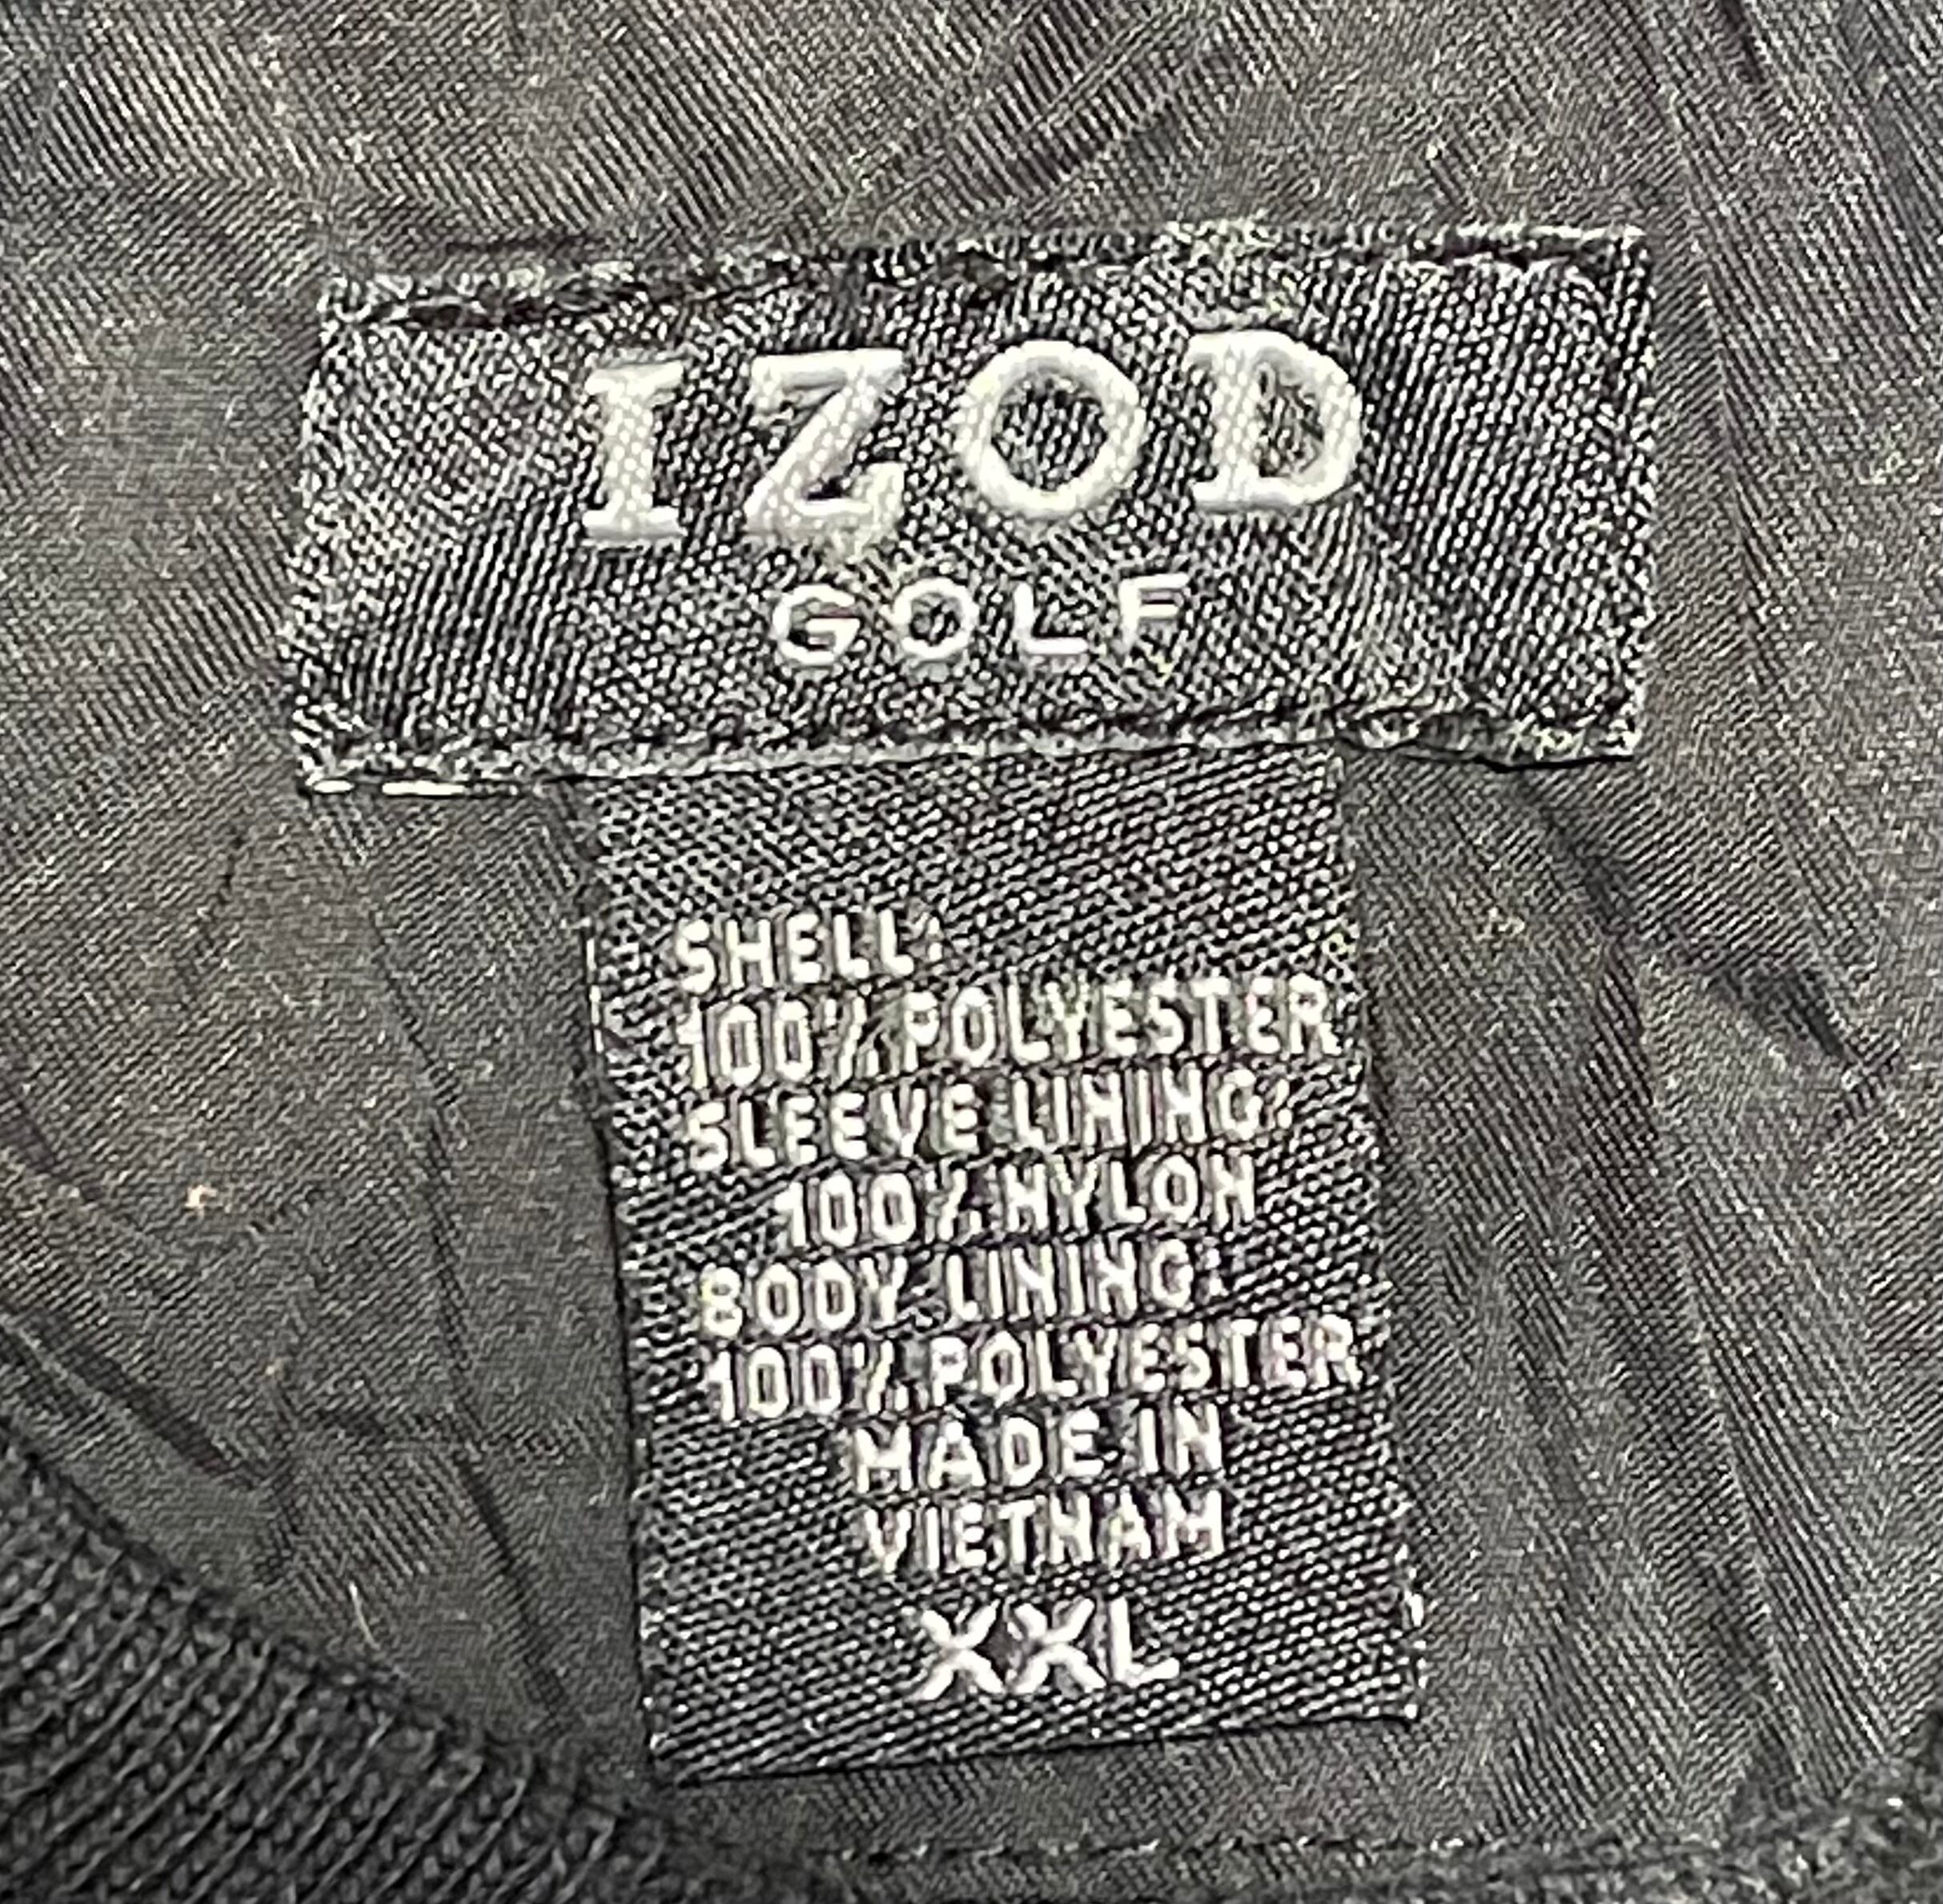 IZOD
GOLF
SHELL:
100% POLYESTER
SLEEVE LINING:
100% NYLON
BODY LINING:
100% POLYESTER
MADE IN
VIETNAM
XXL